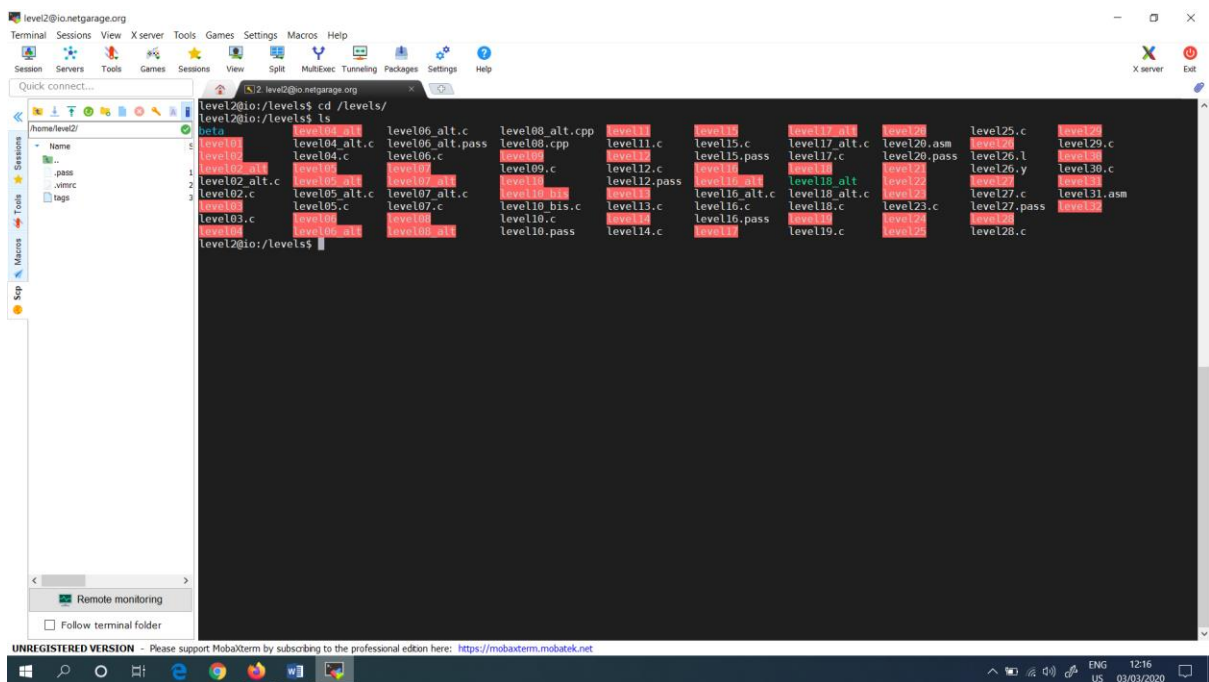 level2@io.netgarage.org
Terminal Sessions View X server Tools Games Settings Macros Help
Session Servers Tools Games Sessions View Split MultiExec Tunneling Packages Settings Help X server Exit
Quick connect... 2. level2@io.netgarage.org
/home/level2/
Name S
..
.pass 1
.vimrc 2
tags 3
Sessions
Tools
Macros
Scp
level2@io:/levels$ cd /levels/
level2@io:/levels$ ls
beta level04_alt level06_alt.c level08_alt.cpp level11 level15 level17_alt level20 level25.c level29
level01 level04_alt.c level06_alt.pass level08.cpp level11.c level15.c level17_alt.c level20.asm level26 level29.c
level02 level04.c level06.c level09 level12 level15.pass level17.c level20.pass level26.l level30
level02_alt level05 level07 level09.c level12.c level16 level18 level21 level26.y level30.c
level02_alt.c level05_alt level07_alt level10 level12.pass level16_alt level18_alt level22 level27 level31
level02.c level05_alt.c level07_alt.c level10_bis level13 level16_alt.c level18_alt.c level23 level27.c level31.asm
level03 level05.c level07.c level10_bis.c level13.c level16.c level18.c level23.c level27.pass level32
level03.c level06 level08 level10.c level14 level16.pass level19 level24 level28
level04 level06_alt level08_alt level10.pass level14.c level17 level19.c level25 level28.c
level2@io:/levels$
Remote monitoring
Follow terminal folder
UNREGISTERED VERSION - Please support MobaXterm by subscribing to the professional edition here: https://mobaxterm.mobatek.net
ENG 12:16
US 03/03/2020